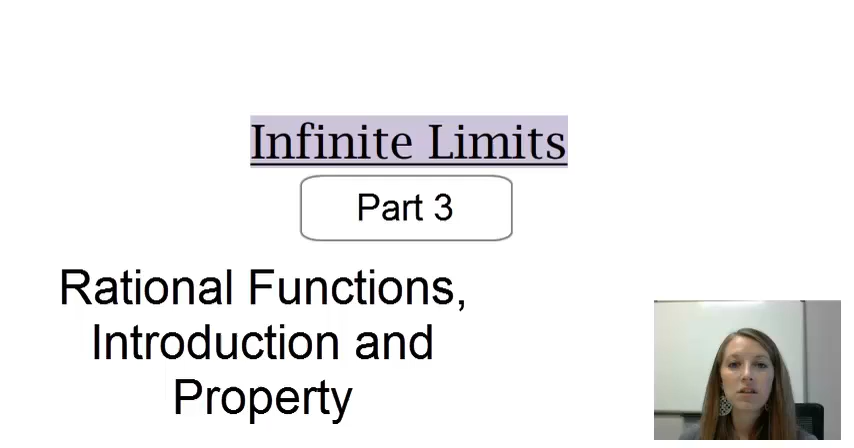 Infinite Limits
Part 3
Rational Functions,
Introduction and
Property